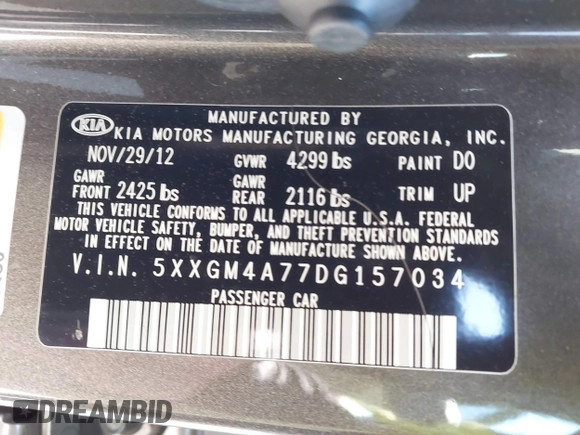 MANUFACTURED BY
KIA KIA MOTORS MANUFACTURING GEORGIA, INC.
NOV/29/12 GVWR 4299 lbs PAINT DO
GAWR FRONT 2425 lbs GAWR REAR 2116 lbs TRIM UP
THIS VEHICLE CONFORMS TO ALL APPLICABLE U.S.A. FEDERAL
MOTOR VEHICLE SAFETY, BUMPER, AND THEFT PREVENTION STANDARDS
IN EFFECT ON THE DATE OF MANUFACTURE SHOWN ABOVE.
V.I.N. 5XXGM4A77DG157034
PASSENGER CAR
DREAMBID